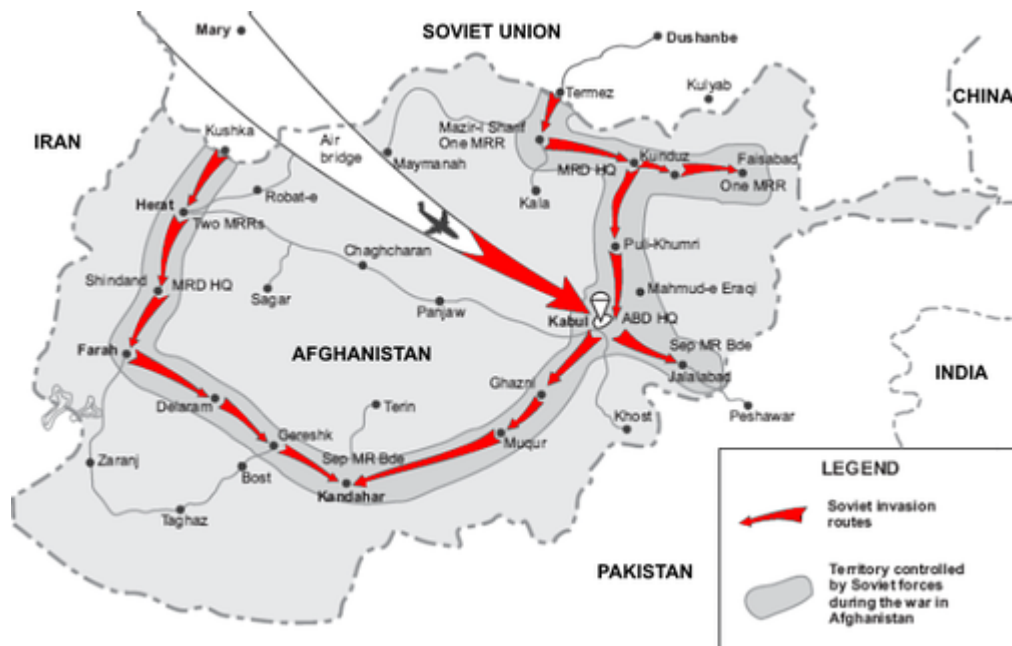 SOVIET UNION
Mary
Dushanbe
Kulyab
CHINA
Termez
IRAN
Kushka
Air
bridge
Maymanah
Mazir-i Sharif
One MRR
Kunduz
MRD HQ
Faisabad
One MRR
Herat
Robat-e
Two MRRs
Kala
Chaghcharan
Puli-Khumri
Shindand
MRD HQ
Sagar
Panjaw
Mahmud-e Eraqi
Kabul
ABD HQ
Farah
AFGHANISTAN
Sep MR Bde
Jalalabad
INDIA
Delaram
Terin
Ghazni
Khost
Peshawar
Gereshk
Muqur
Zaranj
Bost
Sep MR Bde
Kandahar
Taghaz
PAKISTAN
LEGEND
Soviet invasion
routes
Territory controlled
by Soviet forces
during the war in
Afghanistan